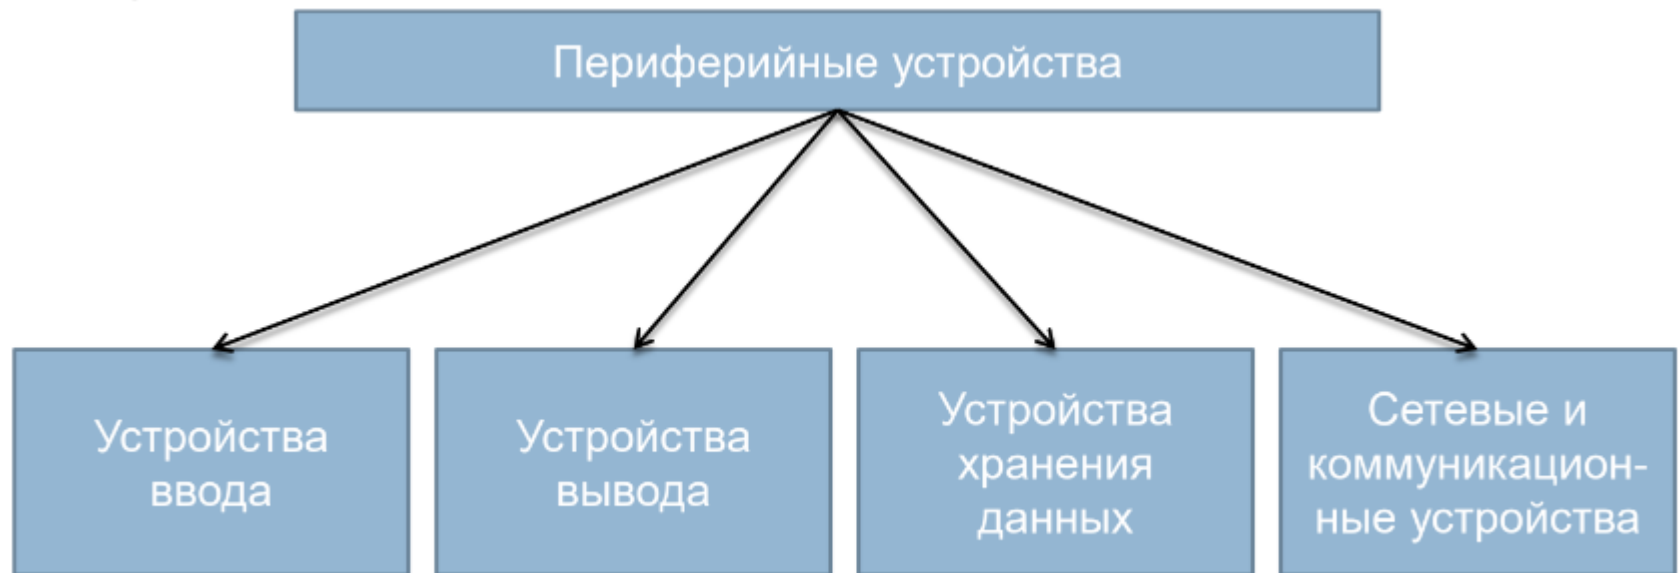 Периферийные устройства
Устройства
ввода
Устройства
вывода
Устройства
хранения
данных
Сетевые и
коммуникацион-
ные устройства